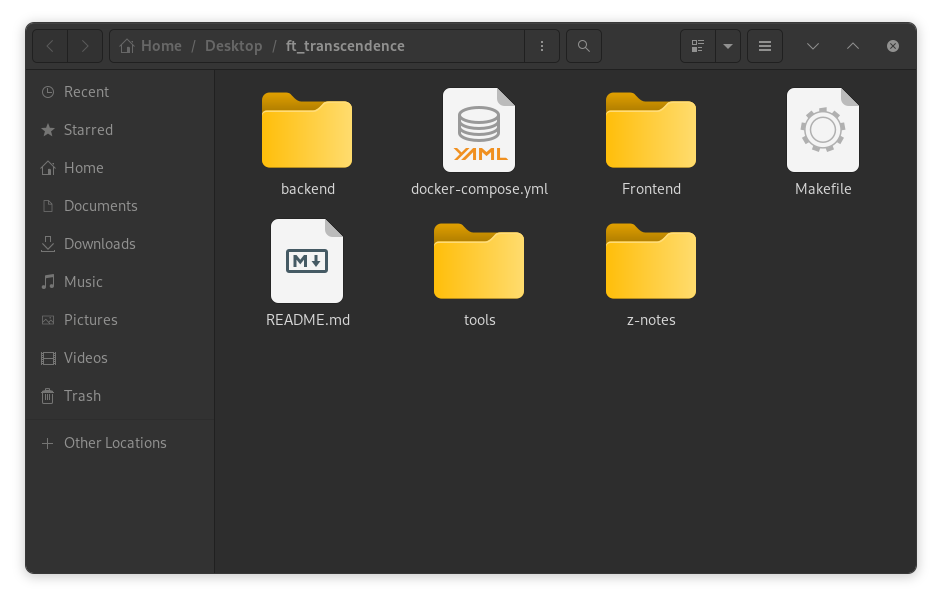 Home / Desktop / ft_transcendence
Recent
Starred
Home
Documents
Downloads
Music
Pictures
Videos
Trash
Other Locations
YAML
backend
docker-compose.yml
Frontend
Makefile
M
README.md
tools
z-notes